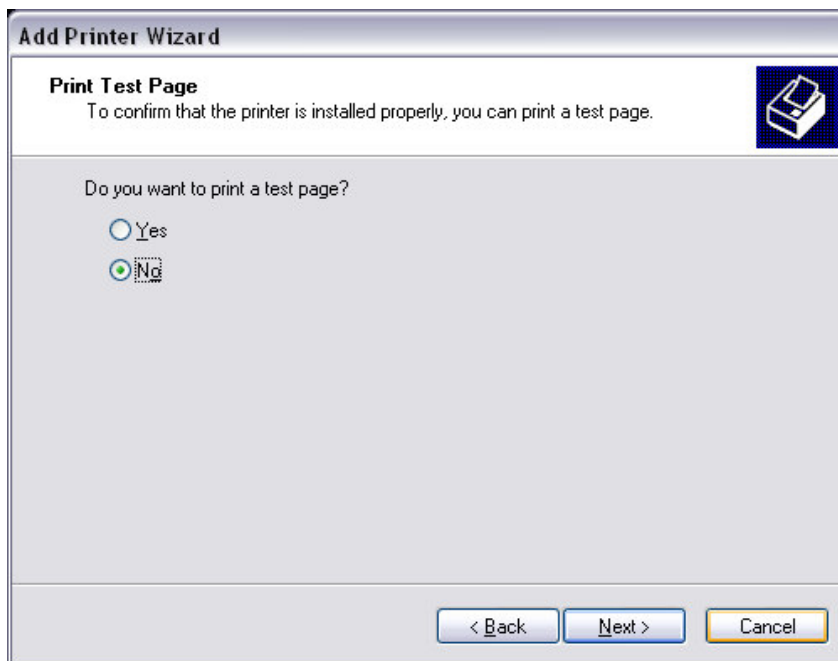 Add Printer Wizard
Print Test Page
To confirm that the printer is installed properly, you can print a test page.
Do you want to print a test page?
Yes
No
< Back Next > Cancel